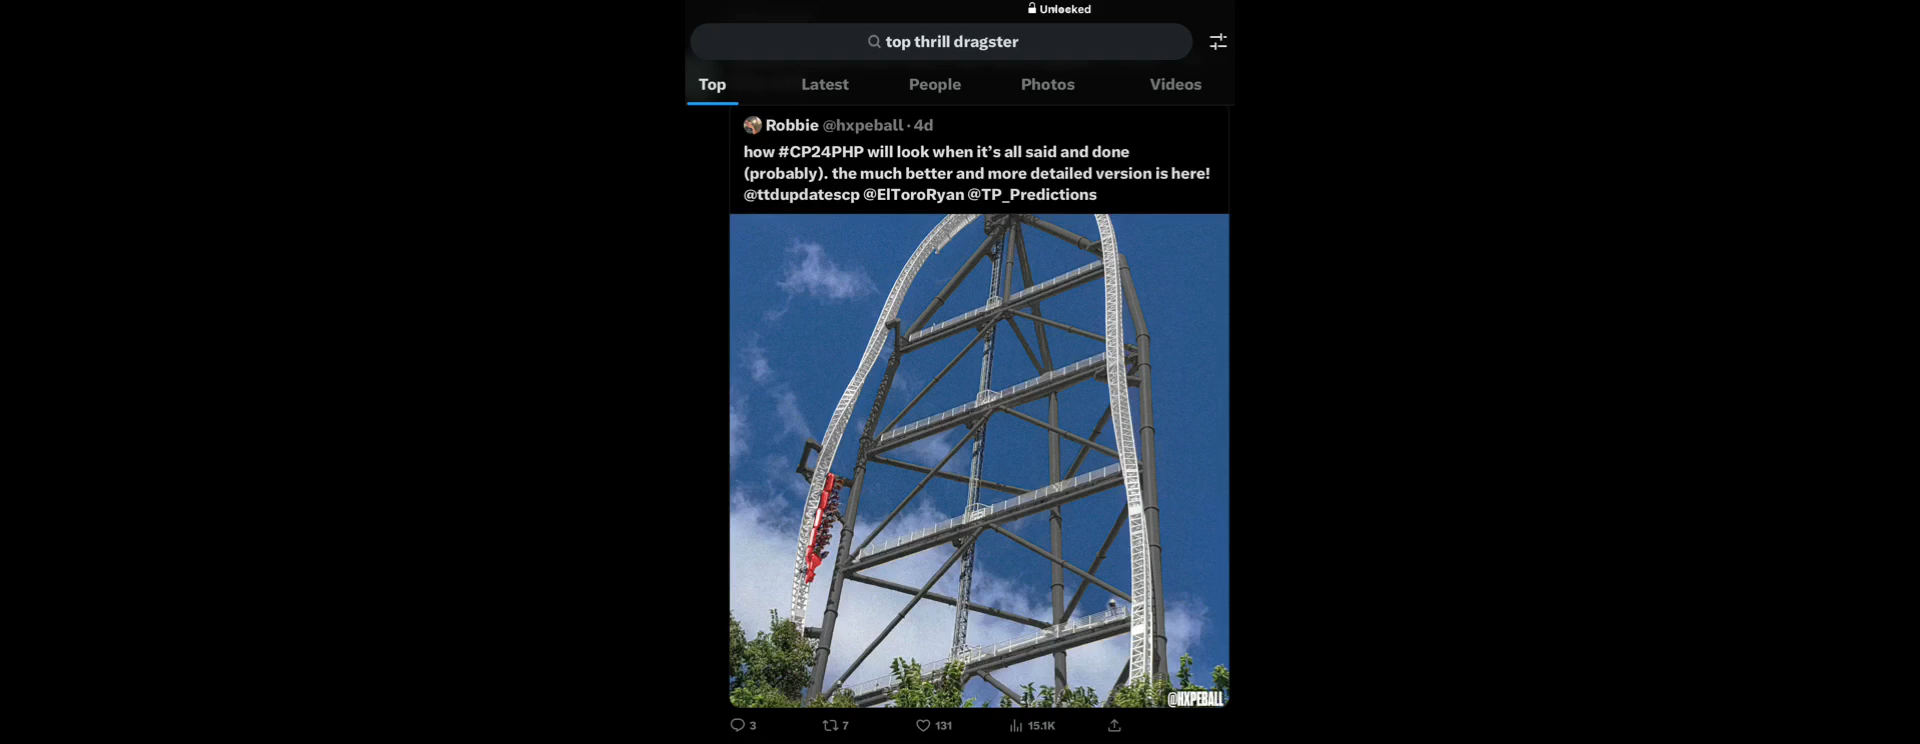 Unlocked
top thrill dragster
Top Latest People Photos Videos
Robbie @hxpeball · 4d
how #CP24PHP will look when it’s all said and done
(probably). the much better and more detailed version is here!
@ttdupdatescp @ElToroRyan @TP_Predictions
@HXPEBALL
3 7 131 15.1K